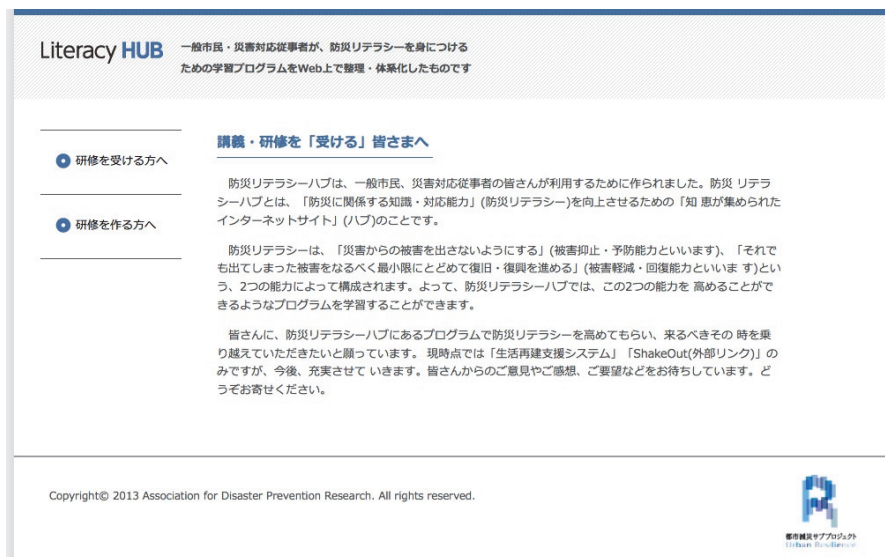 Literacy HUB
一般市民・災害対応従事者が、防災リテラシーを身につける
ための学習プログラムをWeb上で整理・体系化したものです
研修を受ける方へ
研修を作る方へ
講義・研修を「受ける」皆さまへ
防災リテラシーハブは、一般市民、災害対応従事者の皆さんが利用するために作られました。防災 リテラ
シーハブとは、「防災に関係する知識・対応能力」(防災リテラシー)を向上させるための「知 恵が集められた
インターネットサイト」(ハブ)のことです。
防災リテラシーは、「災害からの被害を出さないようにする」(被害抑止・予防能力といいます)、「それで
も出てしまった被害をなるべく最小限にとどめて復旧・復興を進める」(被害軽減・回復能力といいま す)とい
う、2つの能力によって構成されます。よって、防災リテラシーハブでは、この2つの能力を 高めることがで
きるようなプログラムを学習することができます。
皆さんに、防災リテラシーハブにあるプログラムで防災リテラシーを高めてもらい、来るべきその 時を乗
り越えていただきたいと願っています。 現時点では「生活再建支援システム」「ShakeOut(外部リンク)」の
みですが、今後、充実させて いきます。皆さんからのご意見やご感想、ご要望などをお待ちしています。ど
うぞお寄せください。
Copyright© 2013 Association for Disaster Prevention Research. All rights reserved.
都市減災サブプロジェクト
Urban Resilience